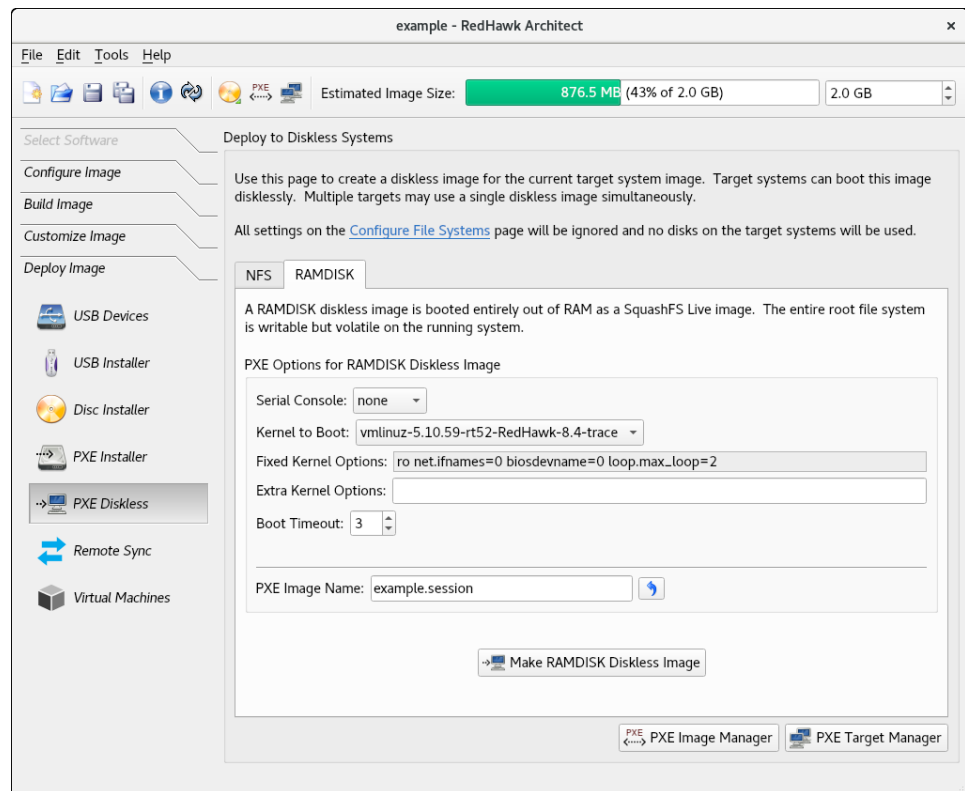 example - RedHawk Architect
File Edit Tools Help
PXE
Estimated Image Size: 876.5 MB (43% of 2.0 GB) 2.0 GB
Select Software
Configure Image
Build Image
Customize Image
Deploy Image
USB Devices
USB Installer
Disc Installer
PXE Installer
PXE Diskless
Remote Sync
Virtual Machines
Deploy to Diskless Systems
Use this page to create a diskless image for the current target system image. Target systems can boot this image
disklessly. Multiple targets may use a single diskless image simultaneously.
All settings on the Configure File Systems page will be ignored and no disks on the target systems will be used.
NFS RAMDISK
A RAMDISK diskless image is booted entirely out of RAM as a SquashFS Live image. The entire root file system
is writable but volatile on the running system.
PXE Options for RAMDISK Diskless Image
Serial Console: none
Kernel to Boot: vmlinuz-5.10.59-rt52-RedHawk-8.4-trace
Fixed Kernel Options: ro net.ifnames=0 biosdevname=0 loop.max_loop=2
Extra Kernel Options:
Boot Timeout: 3
PXE Image Name: example.session
Make RAMDISK Diskless Image
PXE PXE Image Manager PXE Target Manager